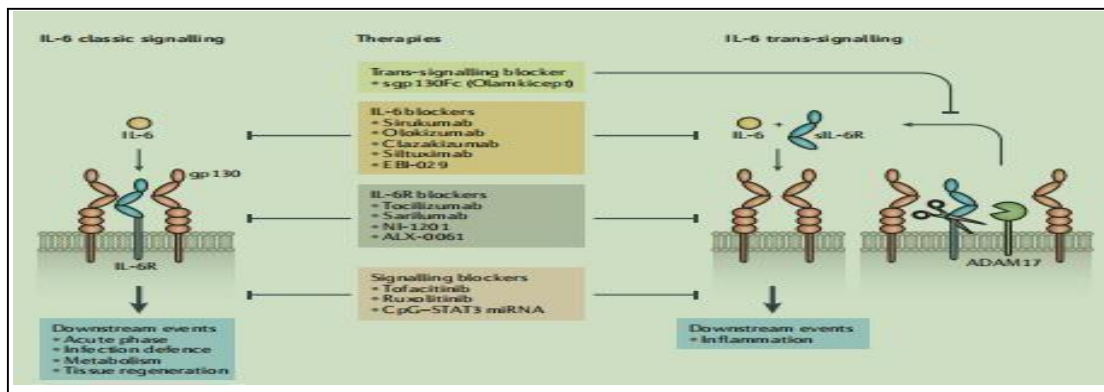 IL-6 classic signalling
Therapies
IL-6 trans-signalling
Trans-signalling blocker
• sgp130Fc (Olamkicept)
IL-6 blockers
• Sirukumab
• Olokizumab
• Clazakizumab
• Siltuximab
• EBI-029
IL-6R blockers
• Tocilizumab
• Sarilumab
• NI-1201
• ALX-0061
Signalling blockers
• Tofacitinib
• Ruxolitinib
• CpG–STAT3 miRNA
IL-6
gp130
IL-6R
Downstream events
• Acute phase
• Infection defence
• Metabolism
• Tissue regeneration
IL-6 + sIL-6R
ADAM17
Downstream events
• Inflammation